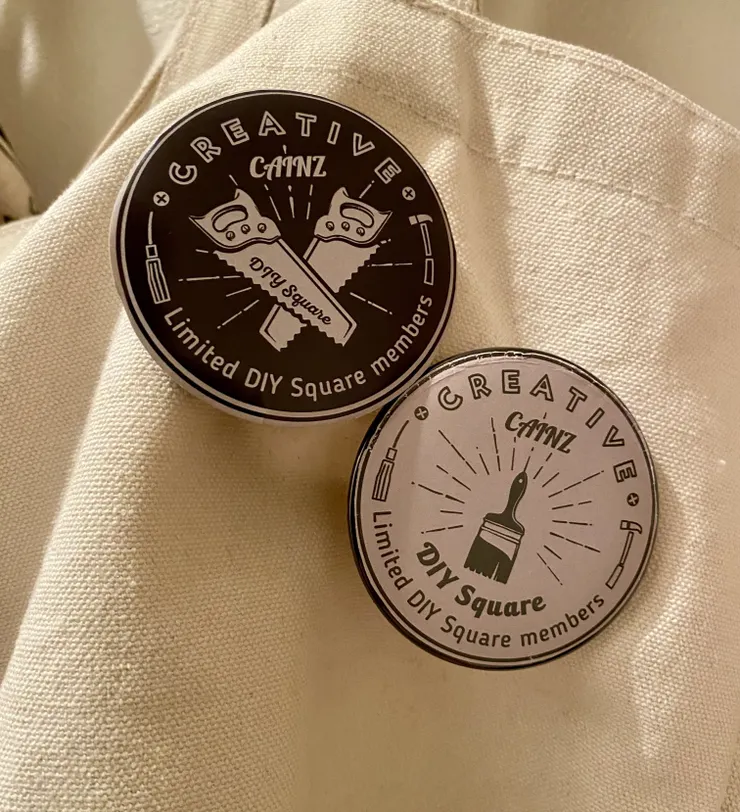 CREATIVE
CAINZ
DIY Square
Limited DIY Square members
CREATIVE
CAINZ
DIY Square
Limited DIY Square members